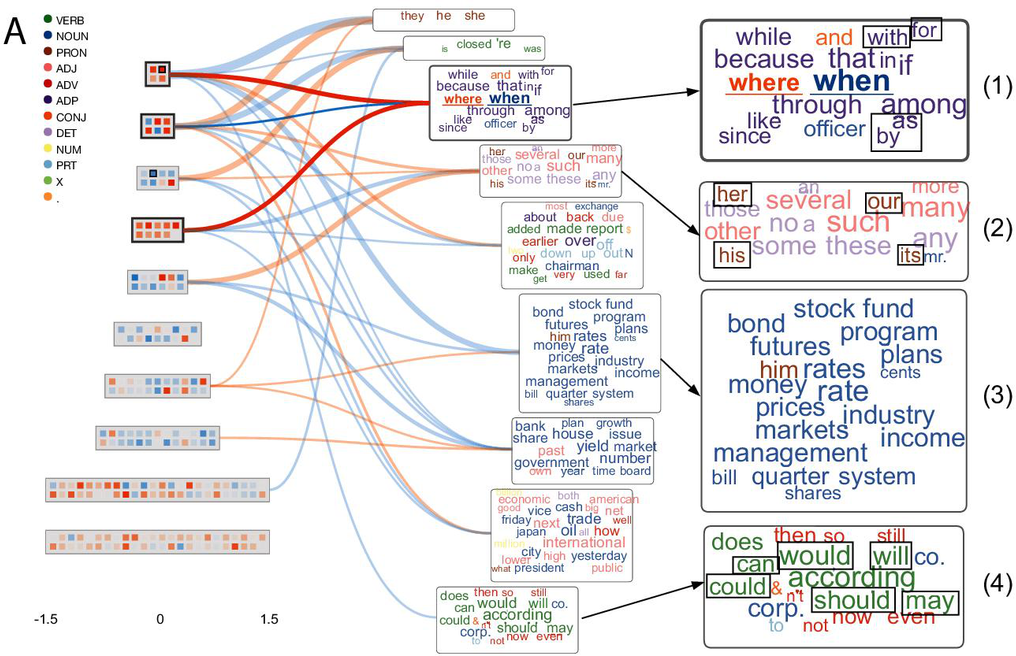 A
VERB
NOUN
PRON
ADJ
ADV
ADP
CONJ
DET
NUM
PRT
X
.
-1.5 0 1.5
they he she
is closed 're was
while and with for
because that in if
where when
through among
like as
since officer by
her an more
those several our many
other no a such
some these any
his its mr.
most exchange
about back due
added made report s
earlier over off
only down up out N
chairman
make very used far
get
stock fund
bond program
futures plans
him rates cents
money rate
prices industry
markets income
management
bill quarter system
shares
plan growth
bank house issue
share
past yield market
government number
own year time board
economic both american
good vice cash big net
friday next trade well
japan oil all how
million international
city high yesterday
lower
what president public
does then so still
can would will co.
could & according
n't should may
corp. now even
to not
while and with for
because that in if
where when
through among
like as
since officer by
(1)
her an more
those several our many
other no a such
some these any
his its mr.
(2)
stock fund
bond program
futures plans
him rates cents
money rate
prices industry
markets income
management
bill quarter system
shares
(3)
does then so still
can would will co.
could & according
n't should may
corp. now even
to not
(4)